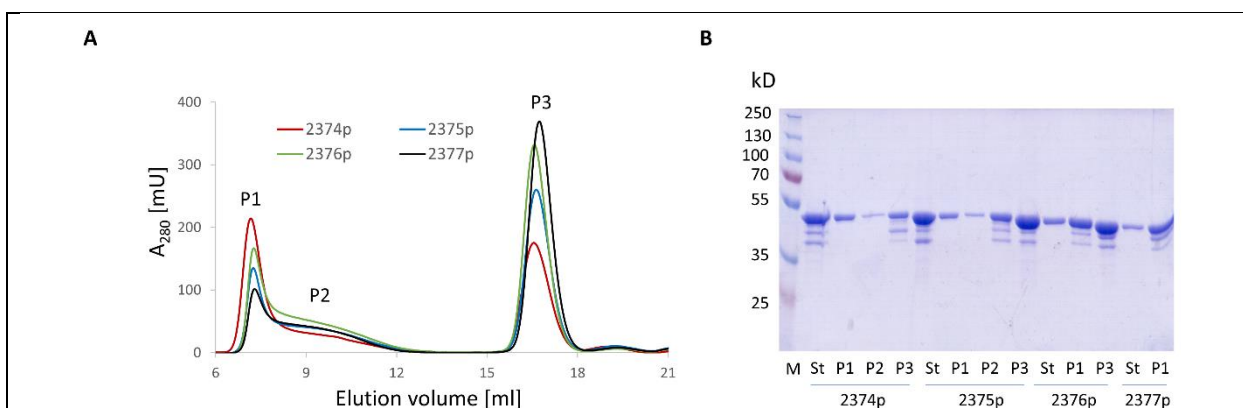 A
B
kD
400
300
200
100
0
A280 [mU]
6
9
12
15
18
21
Elution volume [ml]
2374p
2375p
2376p
2377p
P1
P2
P3
250
130
100
70
55
35
25
M St P1 P2 P3 St P1 P2 P3 St P1 P3 St P1
2374p 2375p 2376p 2377p